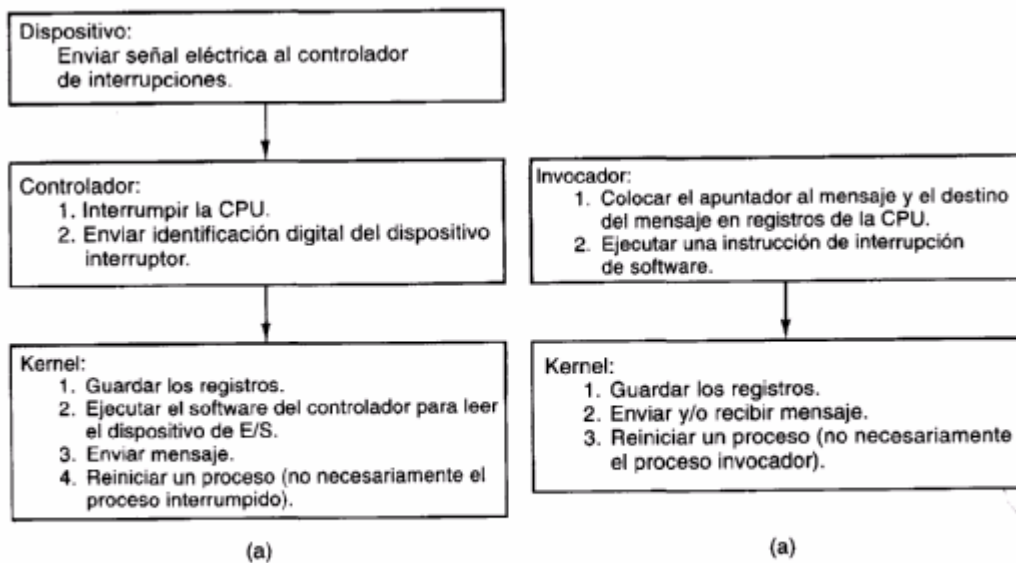 Dispositivo:
Enviar señal eléctrica al controlador
de interrupciones.
Controlador:
1. Interrumpir la CPU.
2. Enviar identificación digital del dispositivo
interruptor.
Kernel:
1. Guardar los registros.
2. Ejecutar el software del controlador para leer
el dispositivo de E/S.
3. Enviar mensaje.
4. Reiniciar un proceso (no necesariamente el
proceso interrumpido).
(a)
Invocador:
1. Colocar el apuntador al mensaje y el destino
del mensaje en registros de la CPU.
2. Ejecutar una instrucción de interrupción
de software.
Kernel:
1. Guardar los registros.
2. Enviar y/o recibir mensaje.
3. Reiniciar un proceso (no necesariamente
el proceso invocador).
(a)